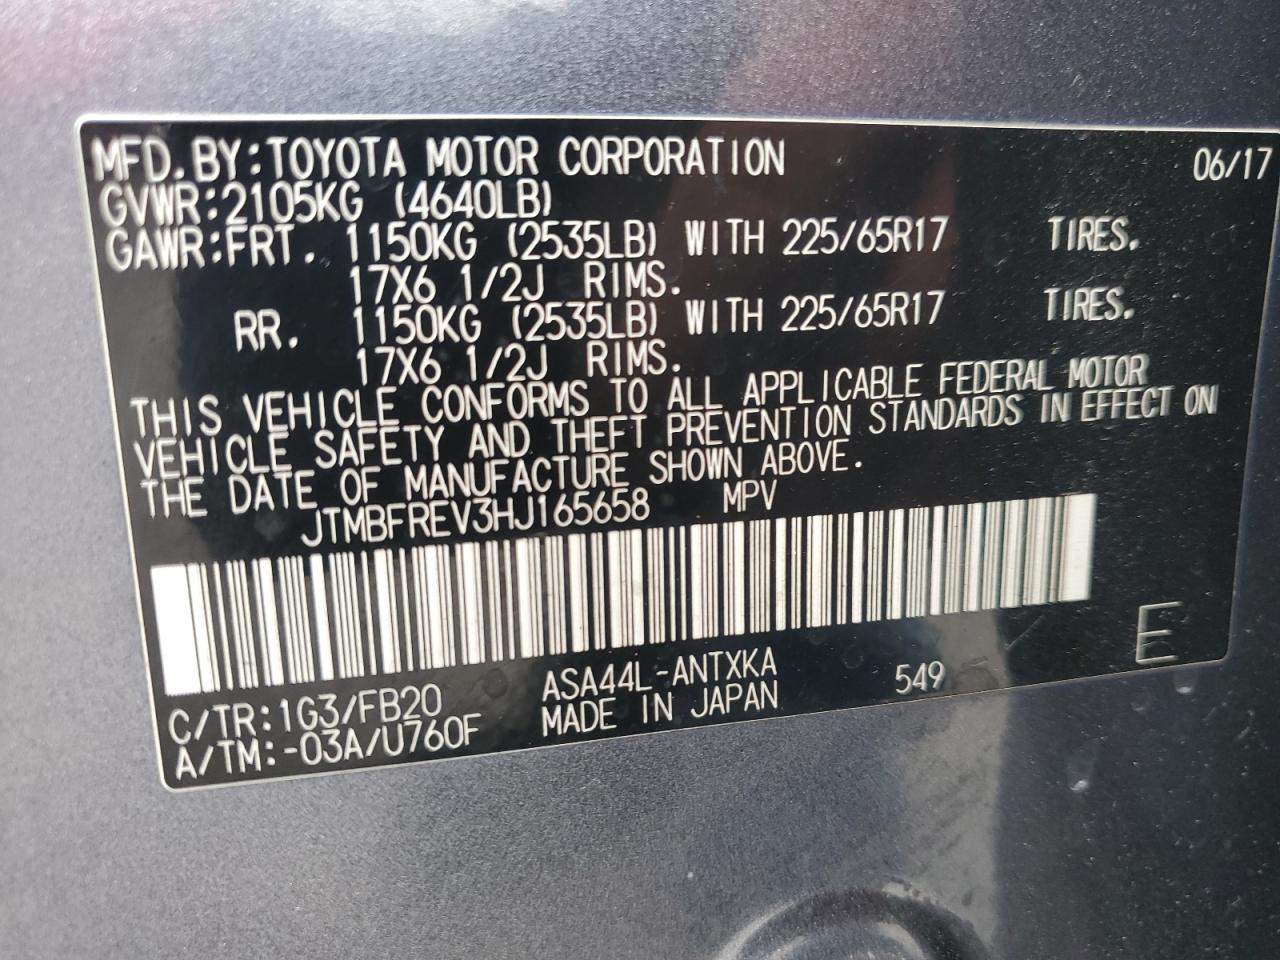 MFD.BY:TOYOTA MOTOR CORPORATION 06/17
GVWR:2105KG (4640LB)
GAWR:FRT. 1150KG (2535LB) WITH 225/65R17 TIRES.
17X6 1/2J RIMS.
RR. 1150KG (2535LB) WITH 225/65R17 TIRES.
17X6 1/2J RIMS.
THIS VEHICLE CONFORMS TO ALL APPLICABLE FEDERAL MOTOR
VEHICLE SAFETY AND THEFT PREVENTION STANDARDS IN EFFECT ON
THE DATE OF MANUFACTURE SHOWN ABOVE.
JTMBFREV3HJ165658 MPV
E
C/TR:1G3/FB20 ASA44L-ANTXKA 549
A/TM:-03A/U760F MADE IN JAPAN